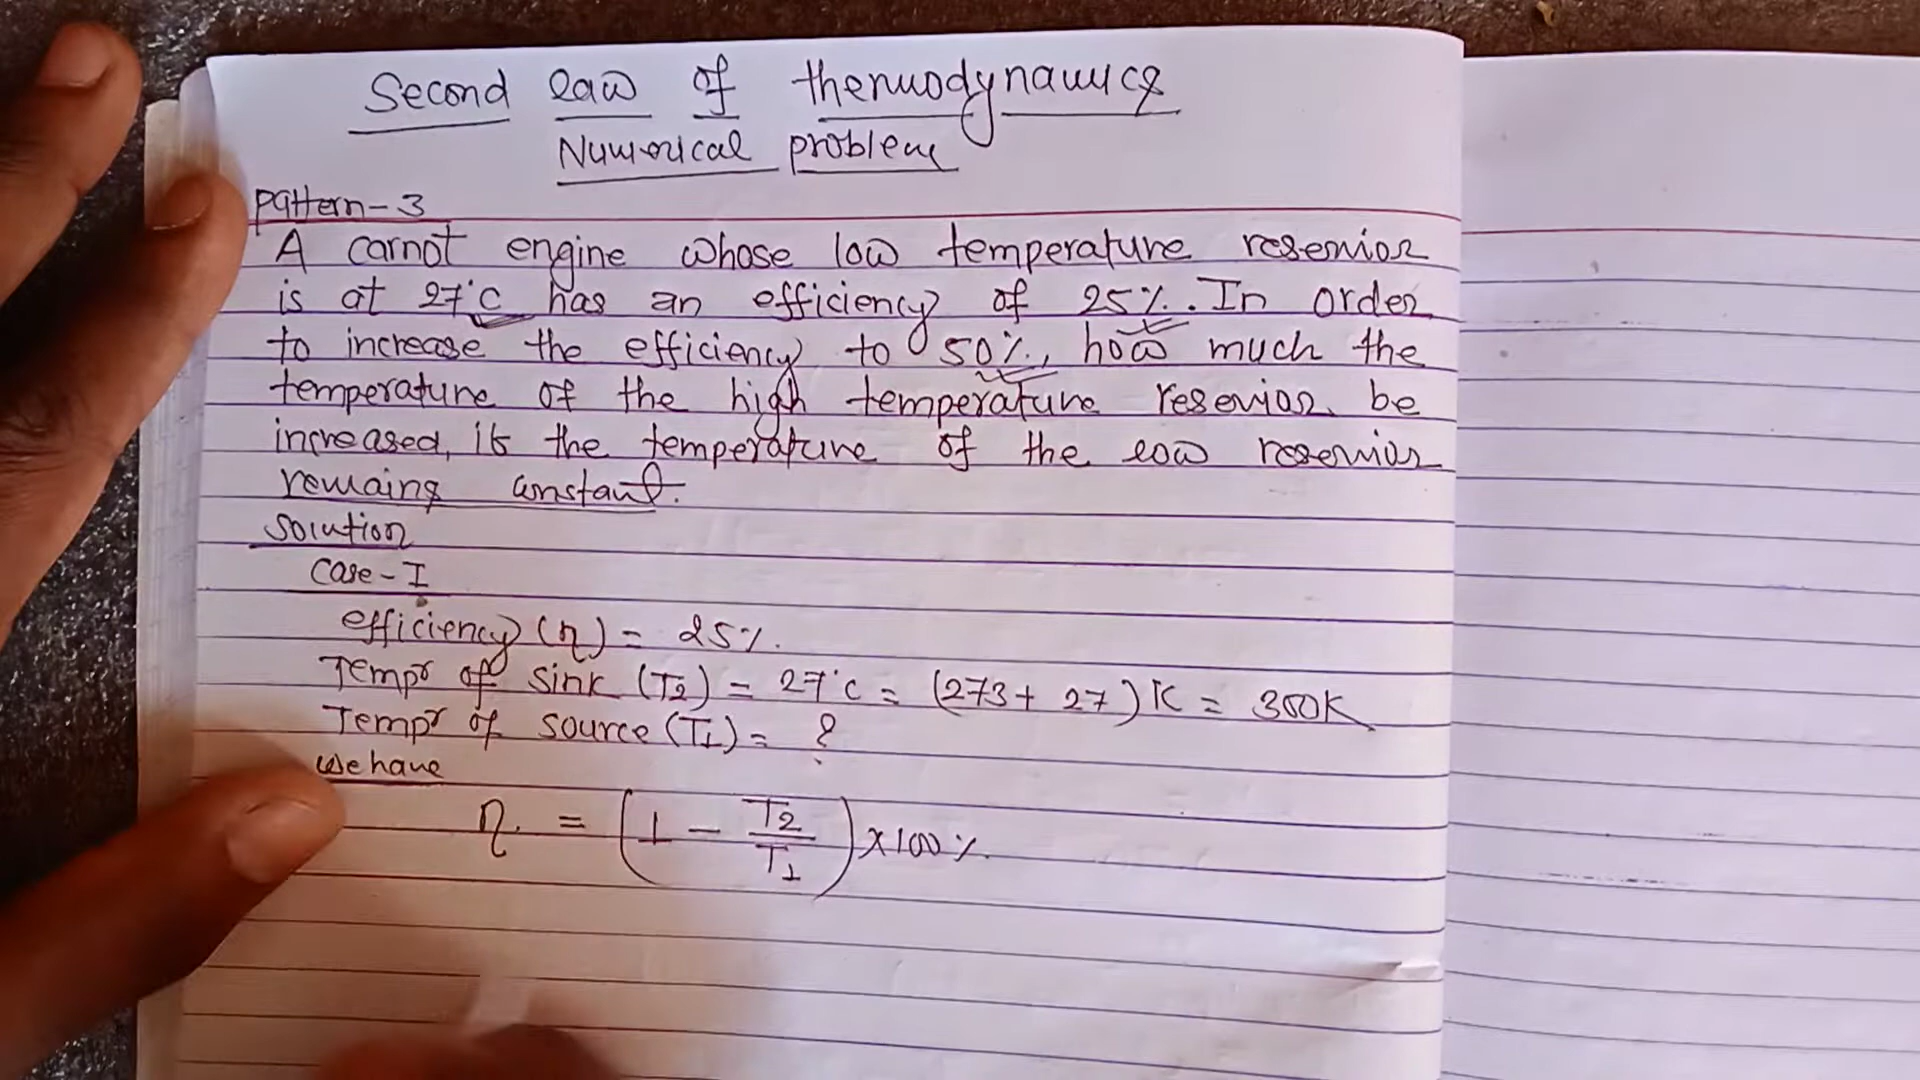 Second law of thermodynamics
Numerical problem
Pattern-3
A carnot engine whose low temperature reservior
is at 27°C has an efficiency of 25%. In order
to increase the efficiency to 50%, how much the
temperature of the high temperature resevior be
increased, if the temperature of the low reservior
remains constant.
Solution
Case-I
efficiency (η) = 25%.
Tempr of sink (T2) = 27°C = (273+ 27)K = 300K
Tempr of source (T1) = ?
We have
η = (1 - T2/T1) × 100%.